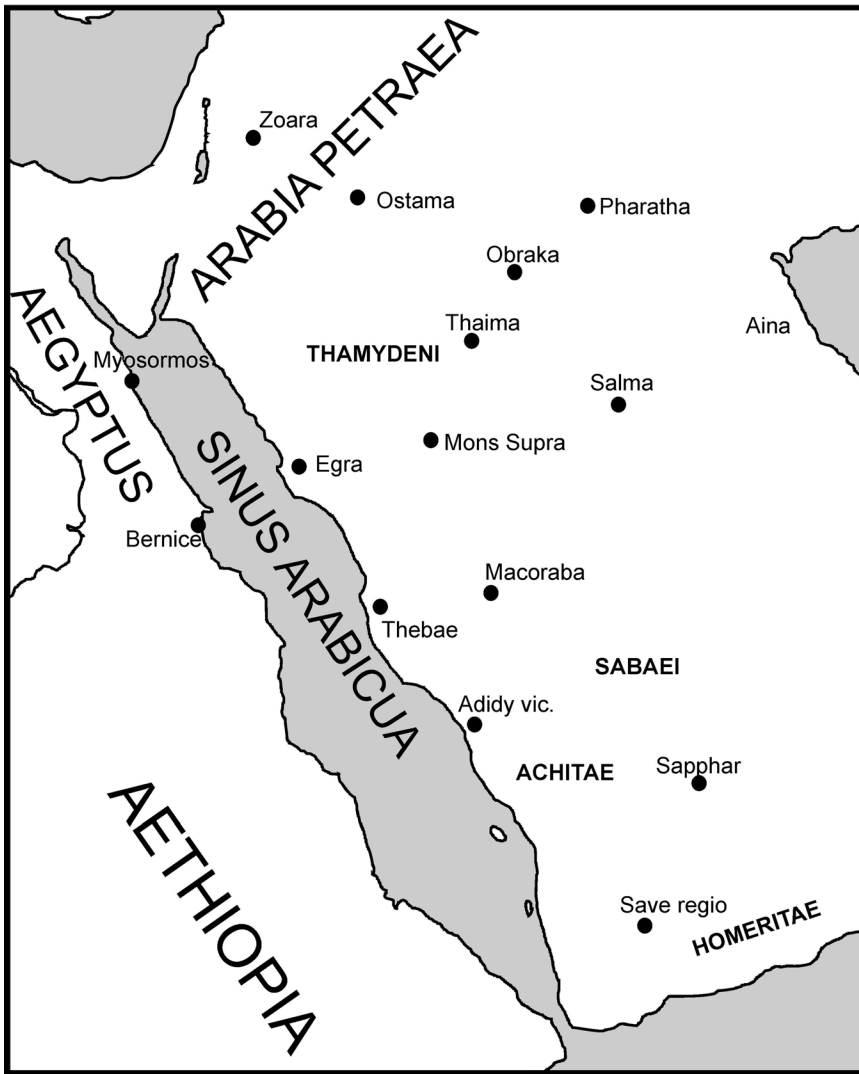 Zoara
ARABIA PETRAEA
Ostama
Pharatha
Obraka
AEGYPTUS
Thaima
Aina
THAMYDENI
Myosormos
Salma
SINUS ARABICUA
Mons Supra
Egra
Bernice
Macoraba
Thebae
SABAEI
Adidy vic.
ACHITAE
Sapphar
AETHIOPIA
Save regio
HOMERITAE